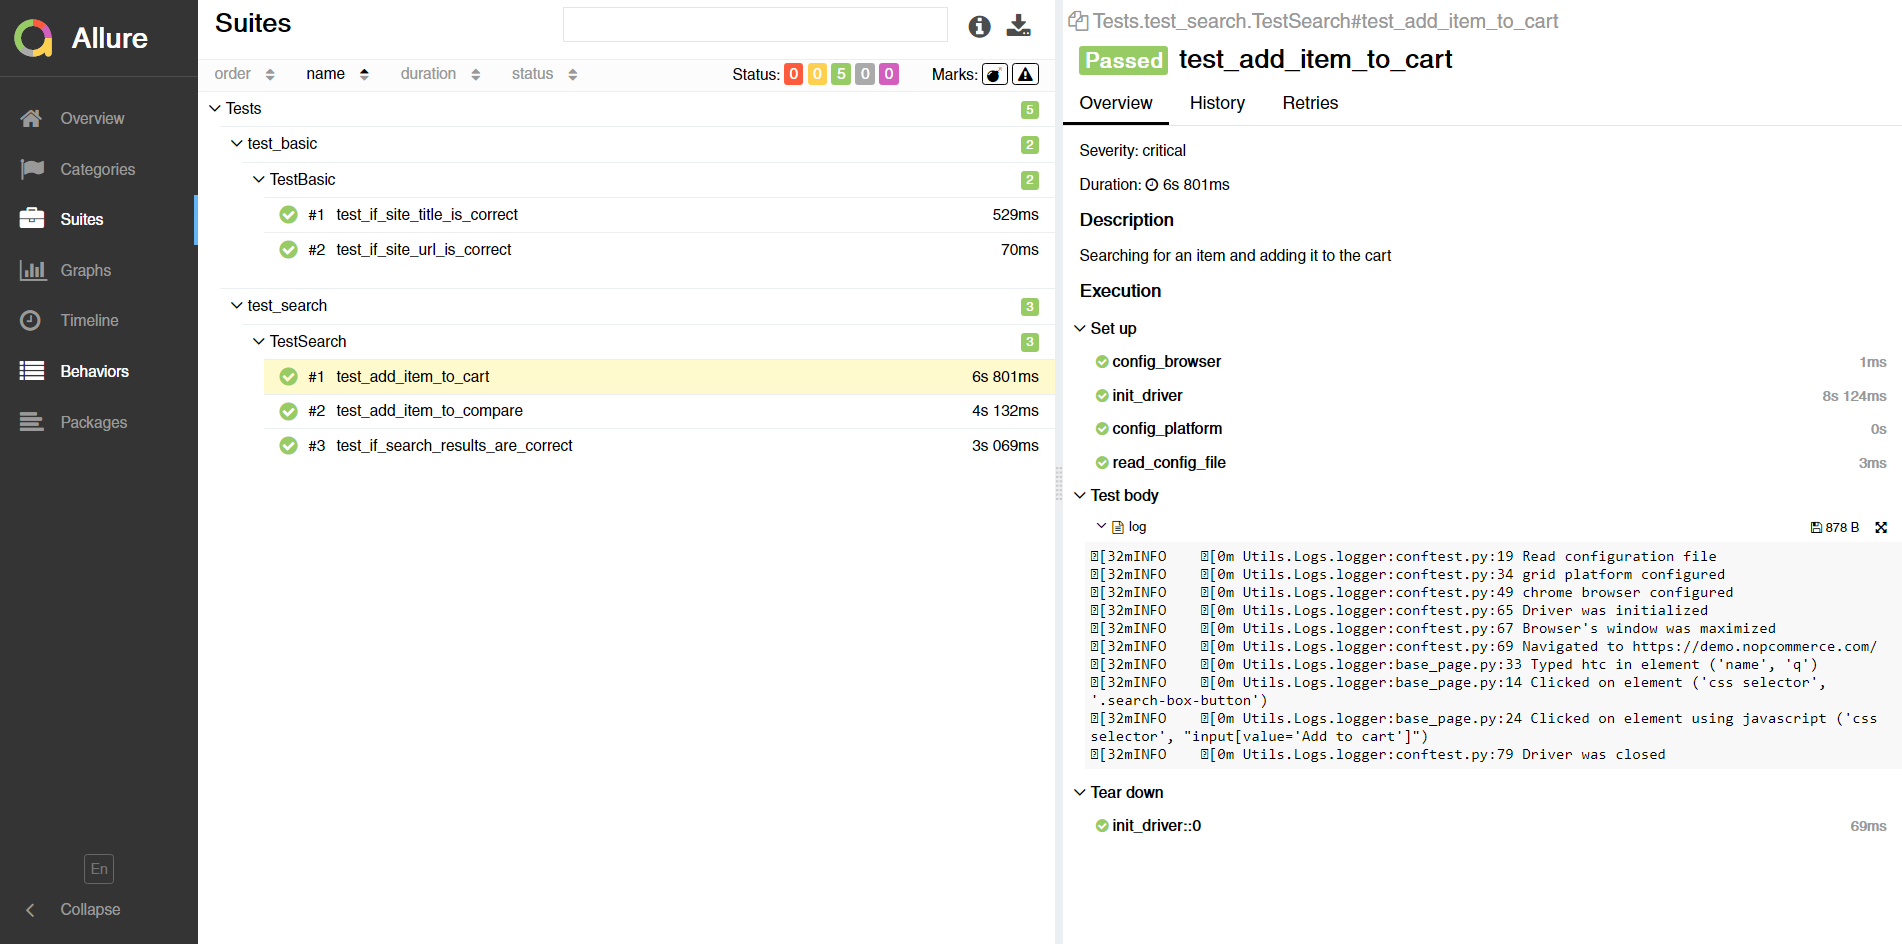 Allure
Overview
Categories
Suites
Graphs
Timeline
Behaviors
Packages
En
Collapse
Suites
order name duration status Status: 0 0 5 0 0 Marks:
Tests 5
test_basic 2
TestBasic 2
#1 test_if_site_title_is_correct 529ms
#2 test_if_site_url_is_correct 70ms
test_search 3
TestSearch 3
#1 test_add_item_to_cart 6s 801ms
#2 test_add_item_to_compare 4s 132ms
#3 test_if_search_results_are_correct 3s 069ms
Tests.test_search.TestSearch#test_add_item_to_cart
Passed test_add_item_to_cart
Overview History Retries
Severity: critical
Duration: 6s 801ms
Description
Searching for an item and adding it to the cart
Execution
Set up
config_browser 1ms
init_driver 8s 124ms
config_platform 0s
read_config_file 3ms
Test body
log 878 B
[32mINFO [0m Utils.Logs.logger:conftest.py:19 Read configuration file
[32mINFO [0m Utils.Logs.logger:conftest.py:34 grid platform configured
[32mINFO [0m Utils.Logs.logger:conftest.py:49 chrome browser configured
[32mINFO [0m Utils.Logs.logger:conftest.py:65 Driver was initialized
[32mINFO [0m Utils.Logs.logger:conftest.py:67 Browser's window was maximized
[32mINFO [0m Utils.Logs.logger:conftest.py:69 Navigated to https://demo.nopcommerce.com/
[32mINFO [0m Utils.Logs.logger:base_page.py:33 Typed htc in element ('name', 'q')
[32mINFO [0m Utils.Logs.logger:base_page.py:14 Clicked on element ('css selector',
'.search-box-button')
[32mINFO [0m Utils.Logs.logger:base_page.py:24 Clicked on element using javascript ('css
selector', "input[value='Add to cart']")
[32mINFO [0m Utils.Logs.logger:conftest.py:79 Driver was closed
Tear down
init_driver::0 69ms